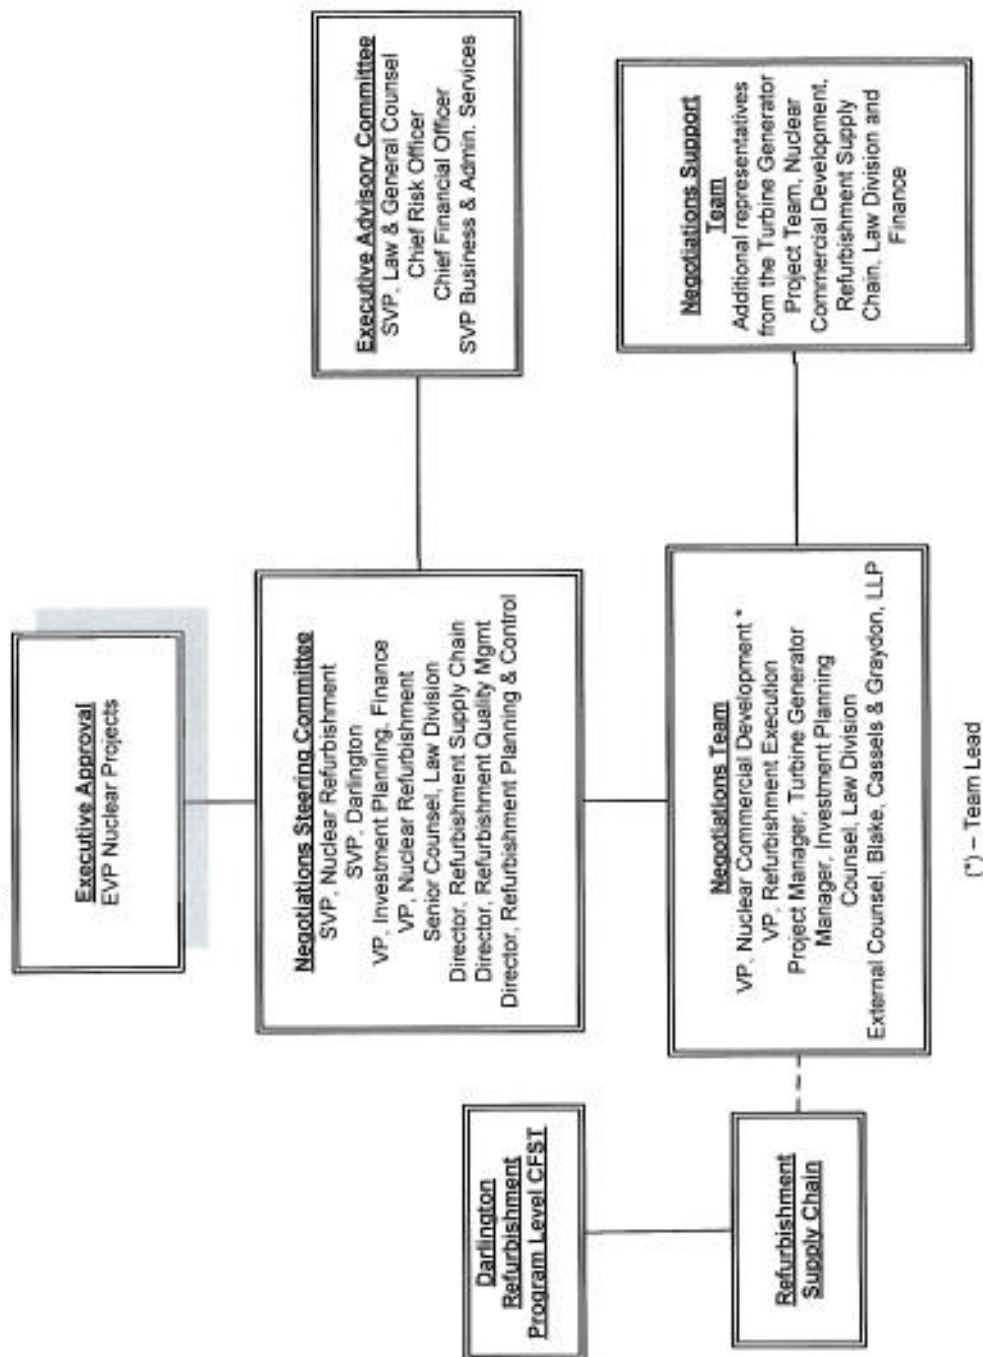 Executive Approval
EVP Nuclear Projects
Negotiations Steering Committee
SVP, Nuclear Refurbishment
SVP, Darlington
VP, Investment Planning, Finance
VP, Nuclear Refurbishment
Senior Counsel, Law Division
Director, Refurbishment Supply Chain
Director, Refurbishment Quality Mgmt
Director, Refurbishment Planning & Control
Executive Advisory Committee
SVP, Law & General Counsel
Chief Risk Officer
Chief Financial Officer
SVP Business & Admin. Services
Darlington
Refurbishment
Program Level CFST
Refurbishment
Supply Chain
Negotiations Team
VP, Nuclear Commercial Development *
VP, Refurbishment Execution
Project Manager, Turbine Generator
Manager, Investment Planning
Counsel, Law Division
External Counsel, Blake, Cassels & Graydon, LLP
Negotiations Support
Team
Additional representatives
from the Turbine Generator
Project Team, Nuclear
Commercial Development,
Refurbishment Supply
Chain, Law Division and
Finance
(*) – Team Lead